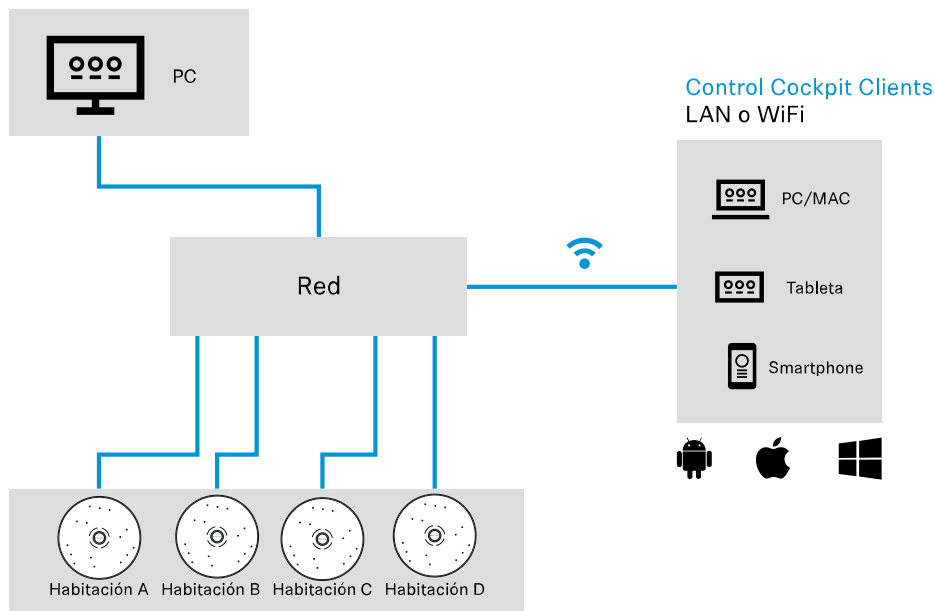 PC
Control Cockpit Clients
LAN o WiFi
PC/MAC
Red
Tableta
Smartphone
Habitación A
Habitación B
Habitación C
Habitación D